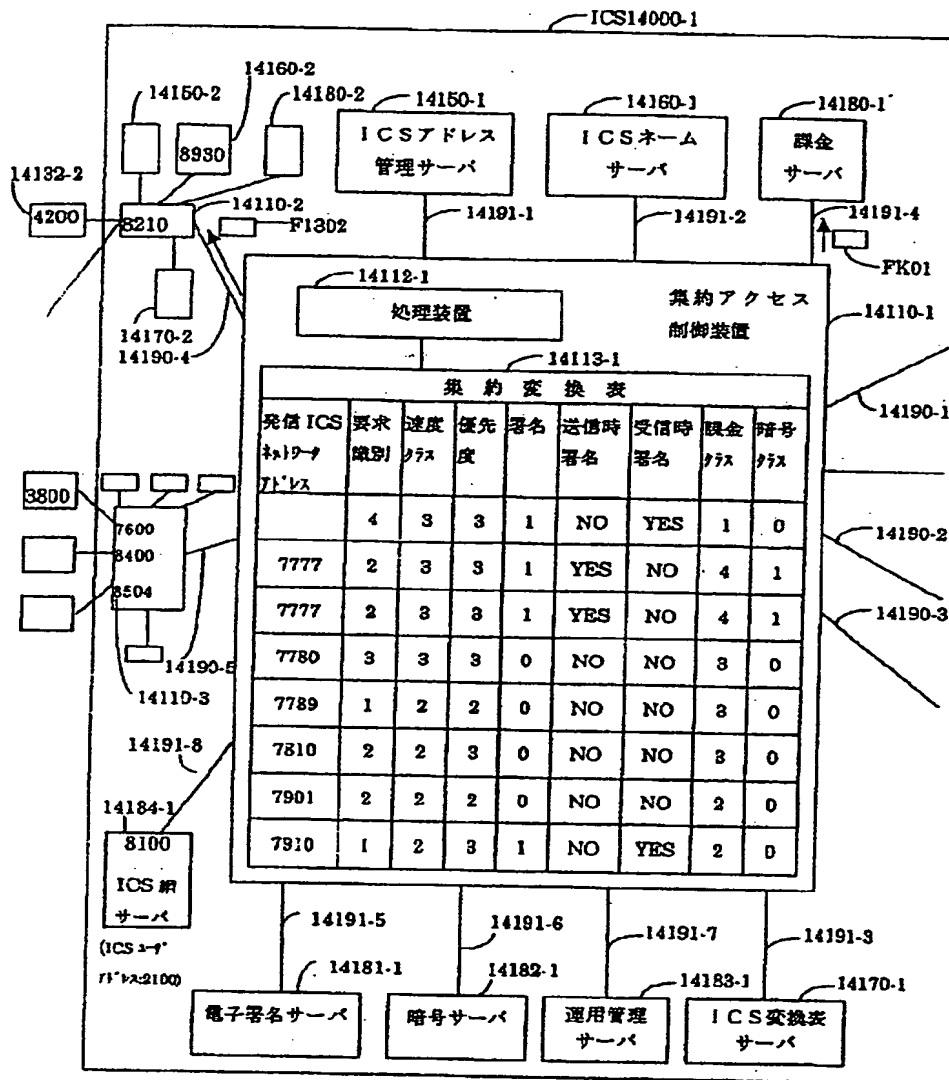 ICS14000-1
14160-2
14150-2
14180-2
14150-1
14160-1
14180-1
ICSアドレス
管理サーバ
ICSネーム
サーバ
課金
サーバ
8930
14132-2
4200
8210
14110-2
F1302
14191-1
14191-2
14191-4
FK01
14170-2
14190-4
14112-1
処理装置
集約アクセス
制御装置
14110-1
14113-1
14190-1
集約変換表
発信ICS
ネットワーク
アドレス
要求
識別
速度
クラス
優先
度
署名
送信時
署名
受信時
署名
課金
クラス
暗号
クラス
4 3 3 1 NO YES 1 0
7777 2 3 3 1 YES NO 4 1
7777 2 3 3 1 YES NO 4 1
7780 3 3 3 0 NO NO 3 0
7789 1 2 2 0 NO NO 3 0
7810 2 2 3 0 NO NO 3 0
7901 2 2 2 0 NO NO 2 0
7910 1 2 3 1 NO YES 2 0
3800
7600
8400
8504
14190-2
14190-3
14190-5
14110-3
14191-8
14184-1
8100
ICS網
サーバ
(ICSユーザ
アドレス:2100)
14191-5
14191-6
14191-7
14191-3
14181-1
14182-1
14183-1
14170-1
電子署名サーバ
暗号サーバ
運用管理
サーバ
ICS変換表
サーバ